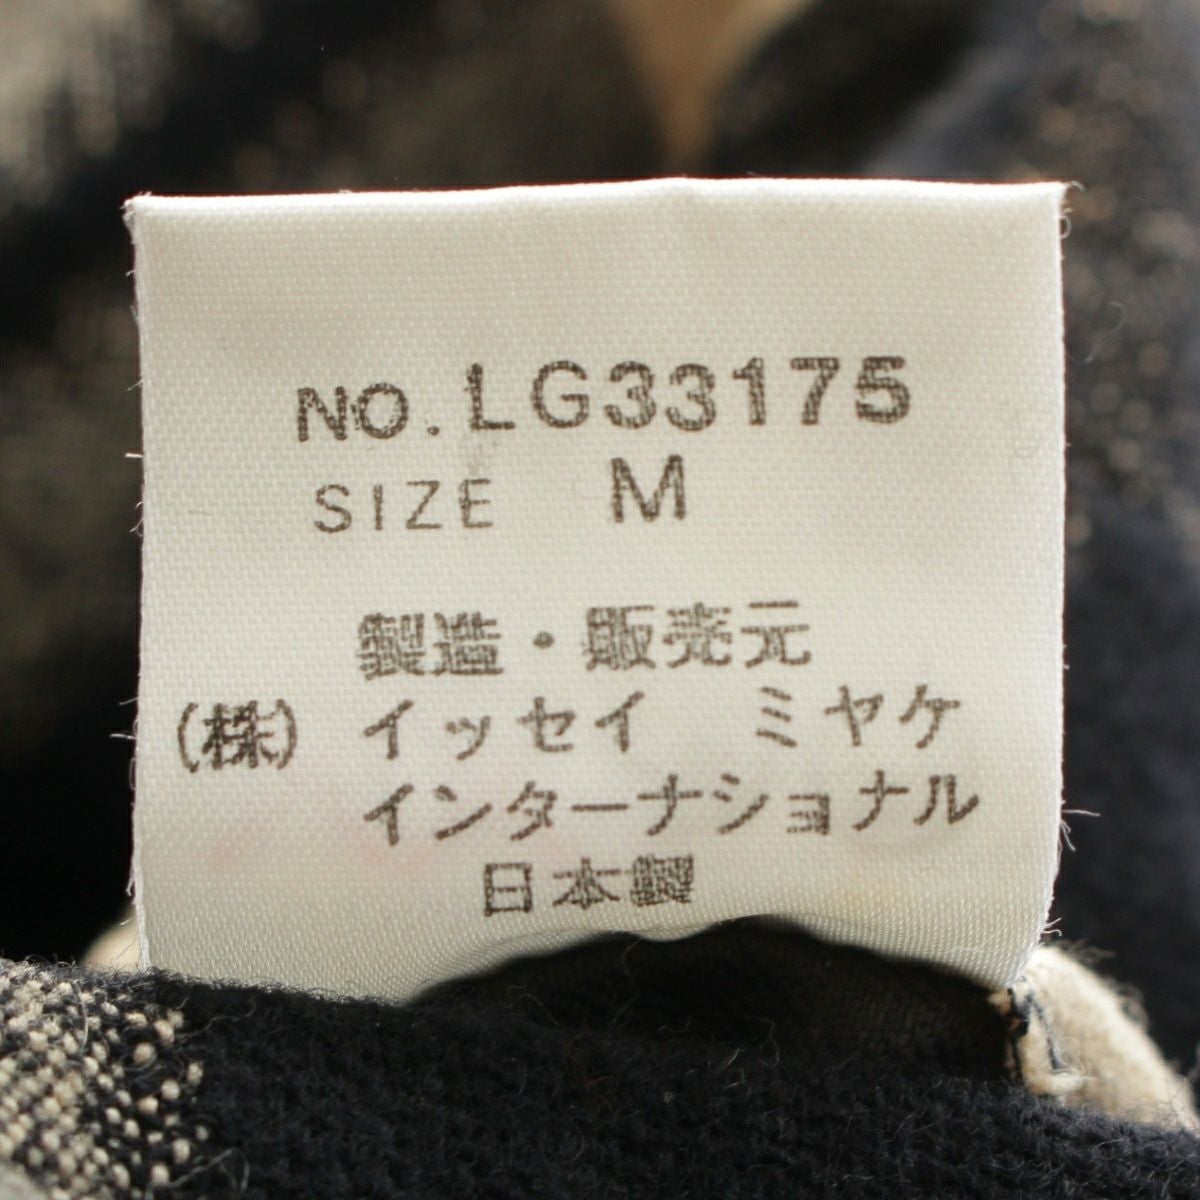 NO. LG33175
SIZE M
製造・販売元
(株) イッセイ ミヤケ
インターナショナル
日本製